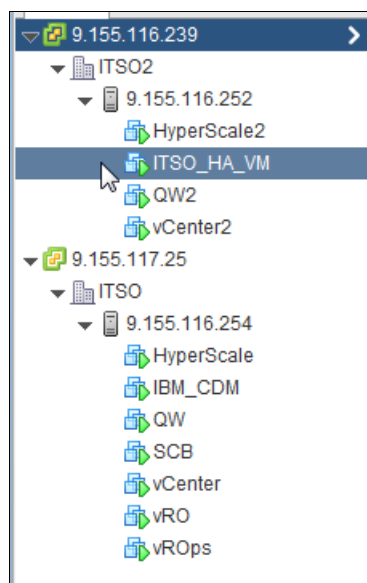 9.155.116.239
ITSO2
9.155.116.252
HyperScale2
ITSO_HA_VM
QW2
vCenter2
9.155.117.25
ITSO
9.155.116.254
HyperScale
IBM_CDM
QW
SCB
vCenter
vRO
vROps